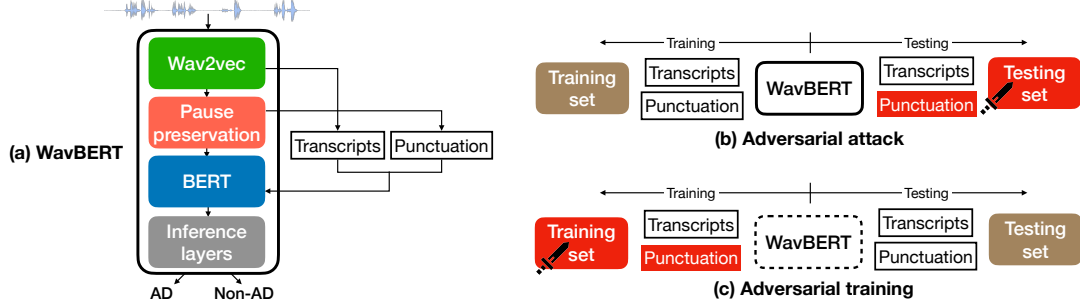 (a) WavBERT
Wav2vec
Pause
preservation
BERT
Inference
layers
Transcripts
Punctuation
AD
Non-AD
Training
Testing
Training
set
Transcripts
Punctuation
WavBERT
Transcripts
Punctuation
Testing
set
(b) Adversarial attack
Training
Testing
Training
set
Transcripts
Punctuation
WavBERT
Transcripts
Punctuation
Testing
set
(c) Adversarial training